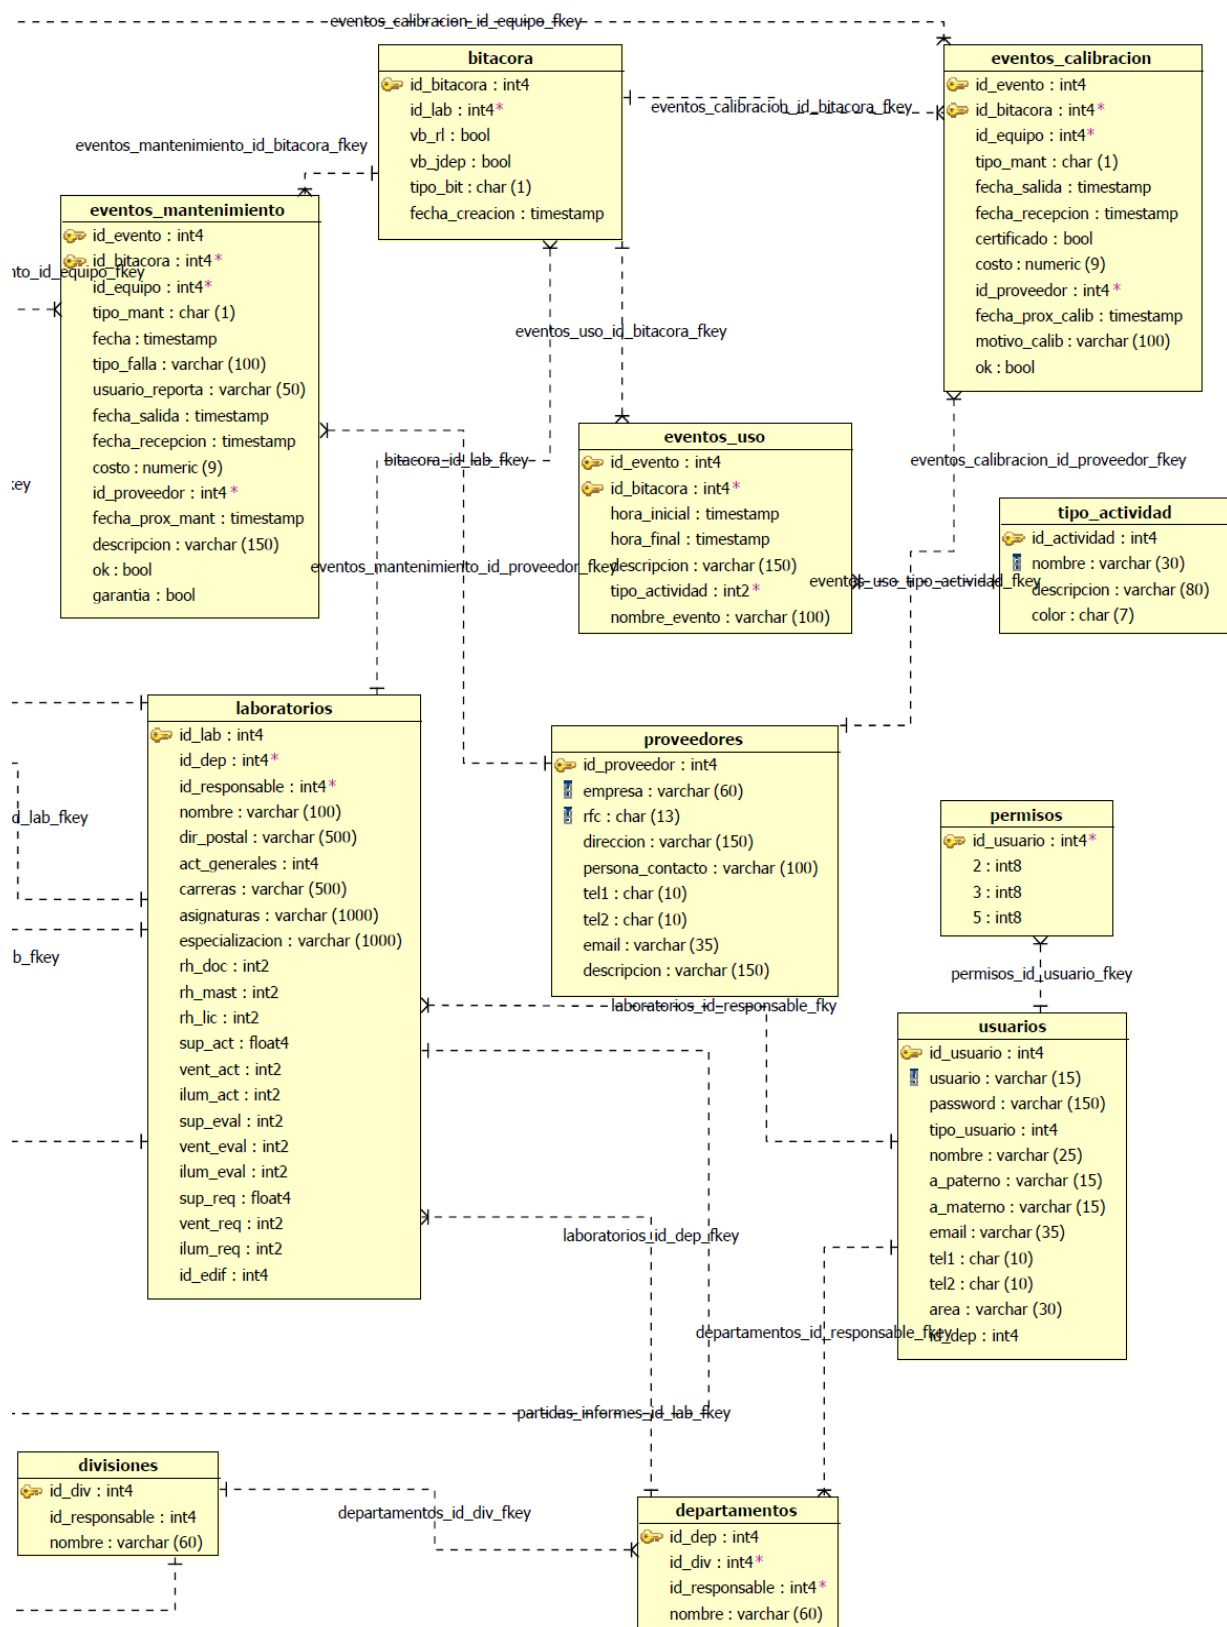 eventos_calibracion_id_equipo_fkey
bitacora
id_bitacora : int4
id_lab : int4*
vb_rl : bool
vb_jdep : bool
tipo_bit : char (1)
fecha_creacion : timestamp
eventos_calibracion_id_bitacora_fkey
eventos_calibracion
id_evento : int4
id_bitacora : int4*
id_equipo : int4*
tipo_mant : char (1)
fecha_salida : timestamp
fecha_recepcion : timestamp
certificado : bool
costo : numeric (9)
id_proveedor : int4*
fecha_prox_calib : timestamp
motivo_calib : varchar (100)
ok : bool
eventos_mantenimiento_id_bitacora_fkey
eventos_mantenimiento
id_evento : int4
id_bitacora : int4*
id_equipo : int4*
tipo_mant : char (1)
fecha : timestamp
tipo_falla : varchar (100)
usuario_reporta : varchar (50)
fecha_salida : timestamp
fecha_recepcion : timestamp
costo : numeric (9)
id_proveedor : int4*
fecha_prox_mant : timestamp
descripcion : varchar (150)
ok : bool
garantia : bool
nto_id_equipo_fkey
key
eventos_uso_id_bitacora_fkey
bitacora_id_lab_fkey
eventos_mantenimiento_id_proveedor_fkey
eventos_uso
id_evento : int4
id_bitacora : int4*
hora_inicial : timestamp
hora_final : timestamp
descripcion : varchar (150)
tipo_actividad : int2*
nombre_evento : varchar (100)
eventos_calibracion_id_proveedor_fkey
eventos_uso_tipo_actividad_fkey
tipo_actividad
id_actividad : int4
nombre : varchar (30)
descripcion : varchar (80)
color : char (7)
laboratorios
id_lab : int4
id_dep : int4*
id_responsable : int4*
nombre : varchar (100)
dir_postal : varchar (500)
act_generales : int4
carreras : varchar (500)
asignaturas : varchar (1000)
especializacion : varchar (1000)
rh_doc : int2
rh_mast : int2
rh_lic : int2
sup_act : float4
vent_act : int2
ilum_act : int2
sup_eval : int2
vent_eval : int2
ilum_eval : int2
sup_req : float4
vent_req : int2
ilum_req : int2
id_edif : int4
d_lab_fkey
b_fkey
proveedores
id_proveedor : int4
empresa : varchar (60)
rfc : char (13)
direccion : varchar (150)
persona_contacto : varchar (100)
tel1 : char (10)
tel2 : char (10)
email : varchar (35)
descripcion : varchar (150)
laboratorios_id_responsable_fky
permisos
id_usuario : int4*
2 : int8
3 : int8
5 : int8
permisos_id_usuario_fkey
usuarios
id_usuario : int4
usuario : varchar (15)
password : varchar (150)
tipo_usuario : int4
nombre : varchar (25)
a_paterno : varchar (15)
a_materno : varchar (15)
email : varchar (35)
tel1 : char (10)
tel2 : char (10)
area : varchar (30)
id_dep : int4
laboratorios_id_dep_fkey
departamentos_id_responsable_fkey
partidas_informes_id_lab_fkey
divisiones
id_div : int4
id_responsable : int4
nombre : varchar (60)
departamentos_id_div_fkey
departamentos
id_dep : int4
id_div : int4*
id_responsable : int4*
nombre : varchar (60)